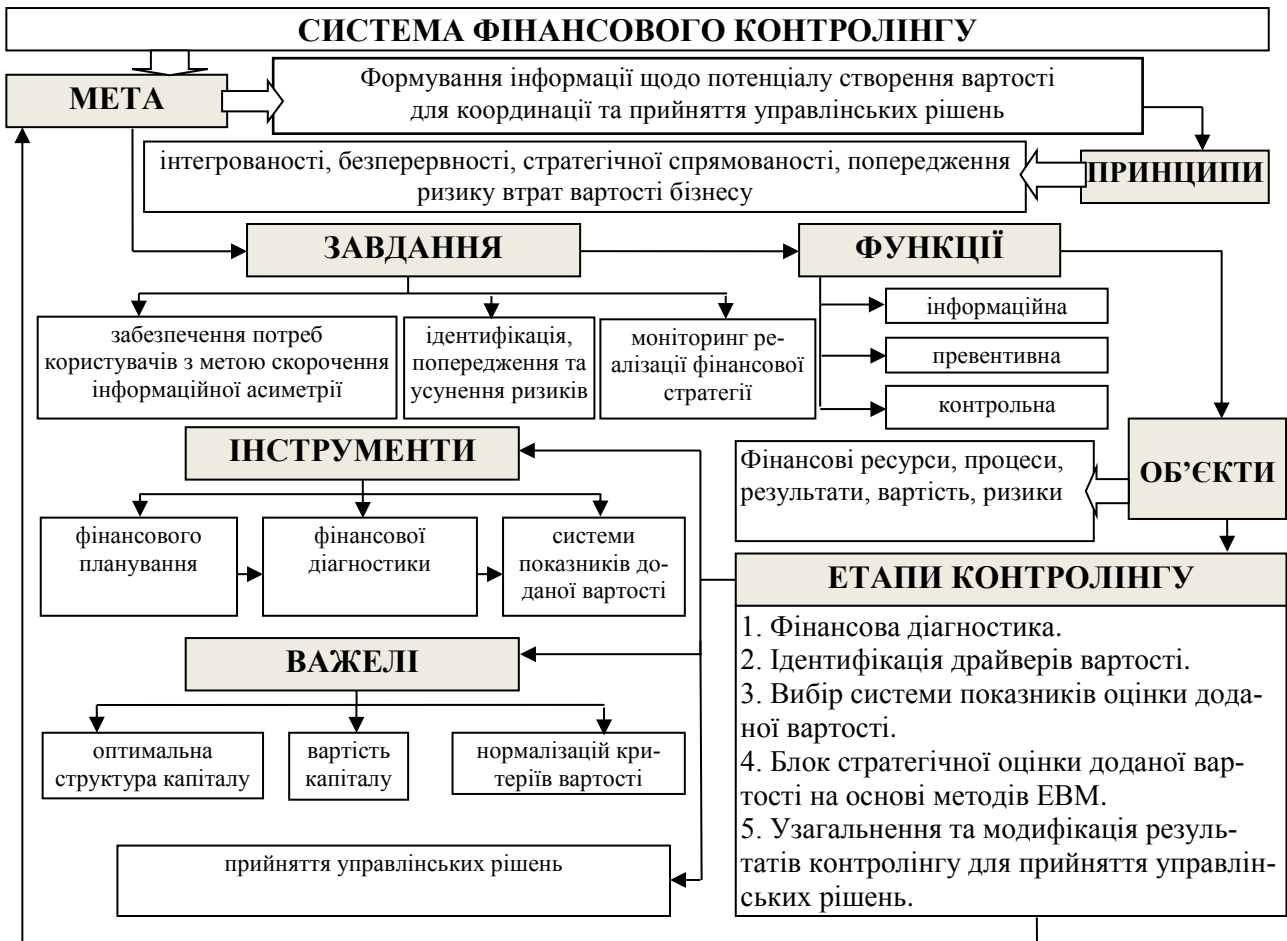 СИСТЕМА ФІНАНСОВОГО КОНТРОЛІНГУ
МЕТА
Формування інформації щодо потенціалу створення вартості
для координації та прийняття управлінських рішень
ПРИНЦИПИ
інтегрованості, безперервності, стратегічної спрямованості, попередження
ризику втрат вартості бізнесу
ЗАВДАННЯ
забезпечення потреб
користувачів з метою скорочення
інформаційної асиметрії
ідентифікація,
попередження та
усунення ризиків
моніторинг ре-
алізації фінансової
стратегії
ФУНКЦІЇ
інформаційна
превентивна
контрольна
ОБ’ЄКТИ
Фінансові ресурси, процеси,
результати, вартість, ризики
ІНСТРУМЕНТИ
фінансового
планування
фінансової
діагностики
системи
показників до-
даної вартості
ВАЖЕЛІ
оптимальна
структура капіталу
вартість
капіталу
нормалізацій кри-
теріїв вартості
прийняття управлінських рішень
ЕТАПИ КОНТРОЛІНГУ
1. Фінансова діагностика.
2. Ідентифікація драйверів вартості.
3. Вибір системи показників оцінки дода-
ної вартості.
4. Блок стратегічної оцінки доданої вар-
тості на основі методів ЕВМ.
5. Узагальнення та модифікація резуль-
татів контролінгу для прийняття управлін-
ських рішень.